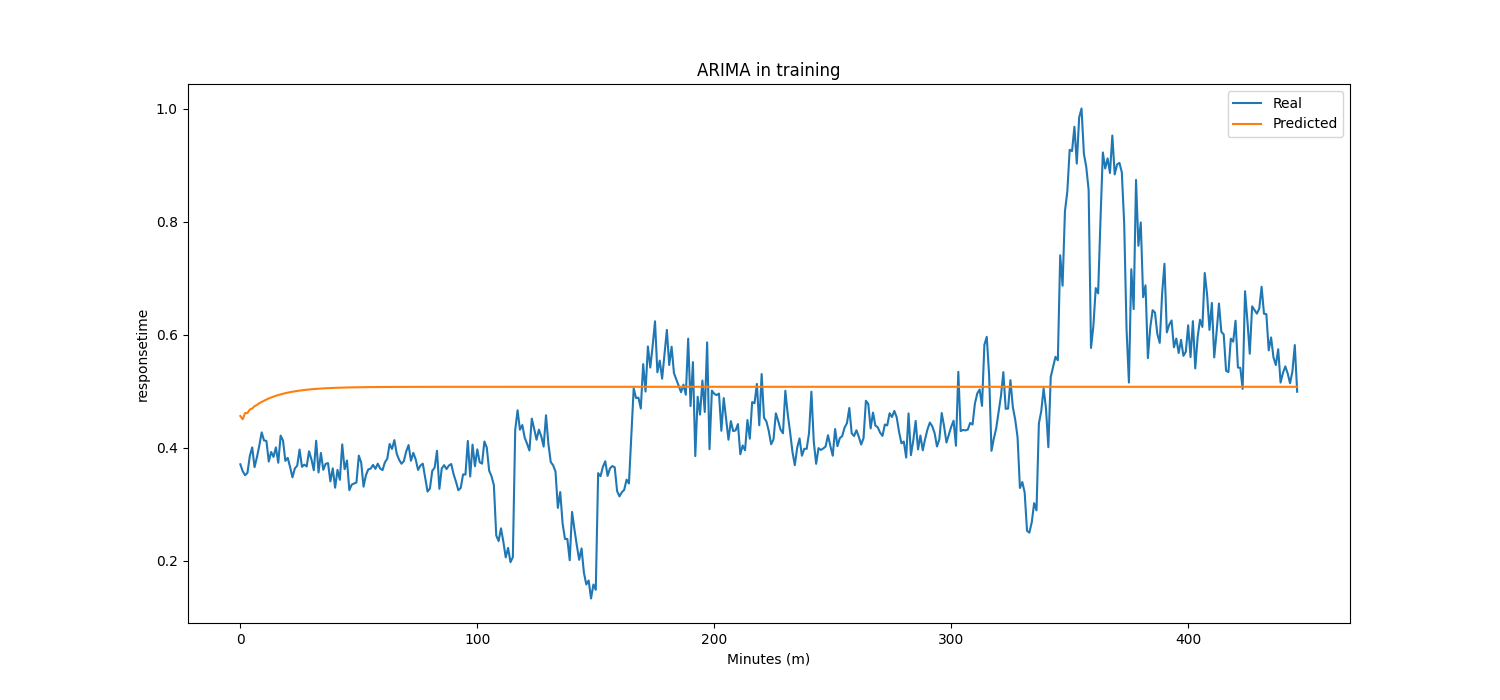 ARIMA in training
1.0
0.8
0.6
0.4
0.2
responsetime
Real
Predicted
0 100 200 300 400
Minutes (m)